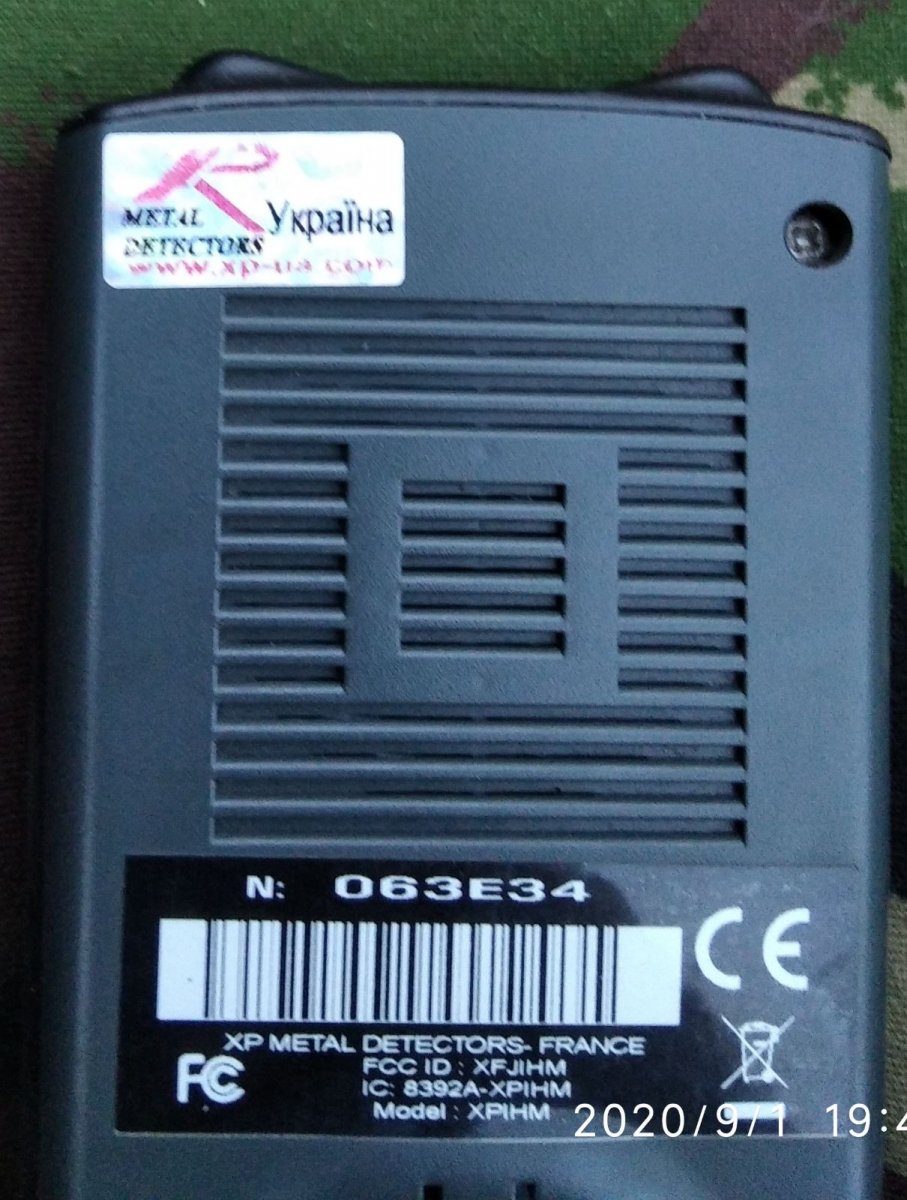 XP
METAL
DETECTORS
Україна
www.xp-ua.com
N: 063E34
CE
XP METAL DETECTORS- FRANCE
FC
FCC ID : XFJIHM
IC: 8392A-XPIHM
Model : XPIHM
2020/9/1 19:4